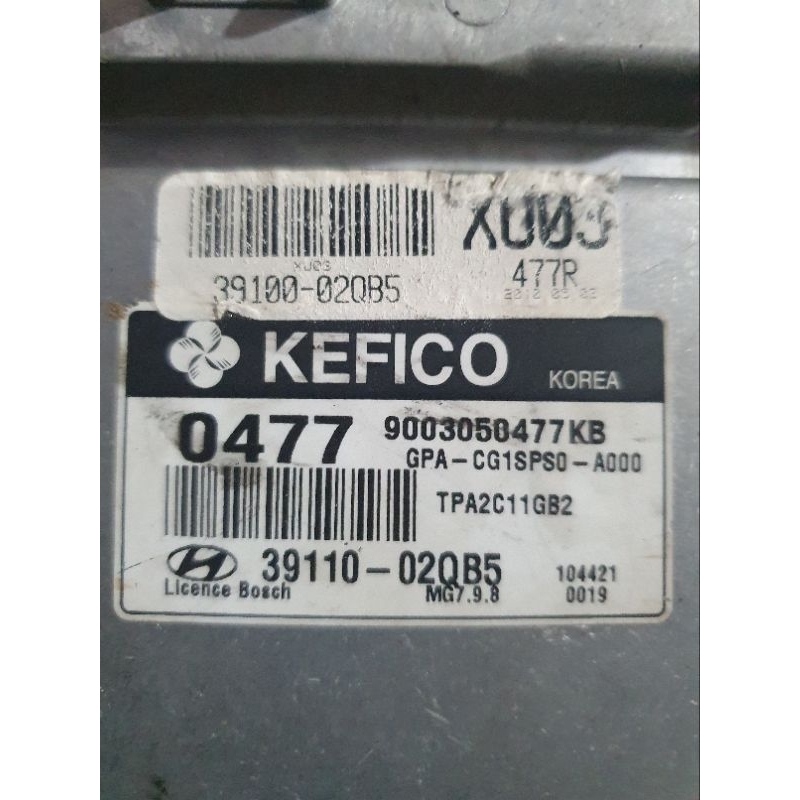 XU03
XU03
39100-02QB5
477R
KEFICO
KOREA
0477
9003050477KB
GPA-CG1SPS0-A000
TPA2C11GB2
39110-02QB5
104421
Licence Bosch
MG7.9.8
0019